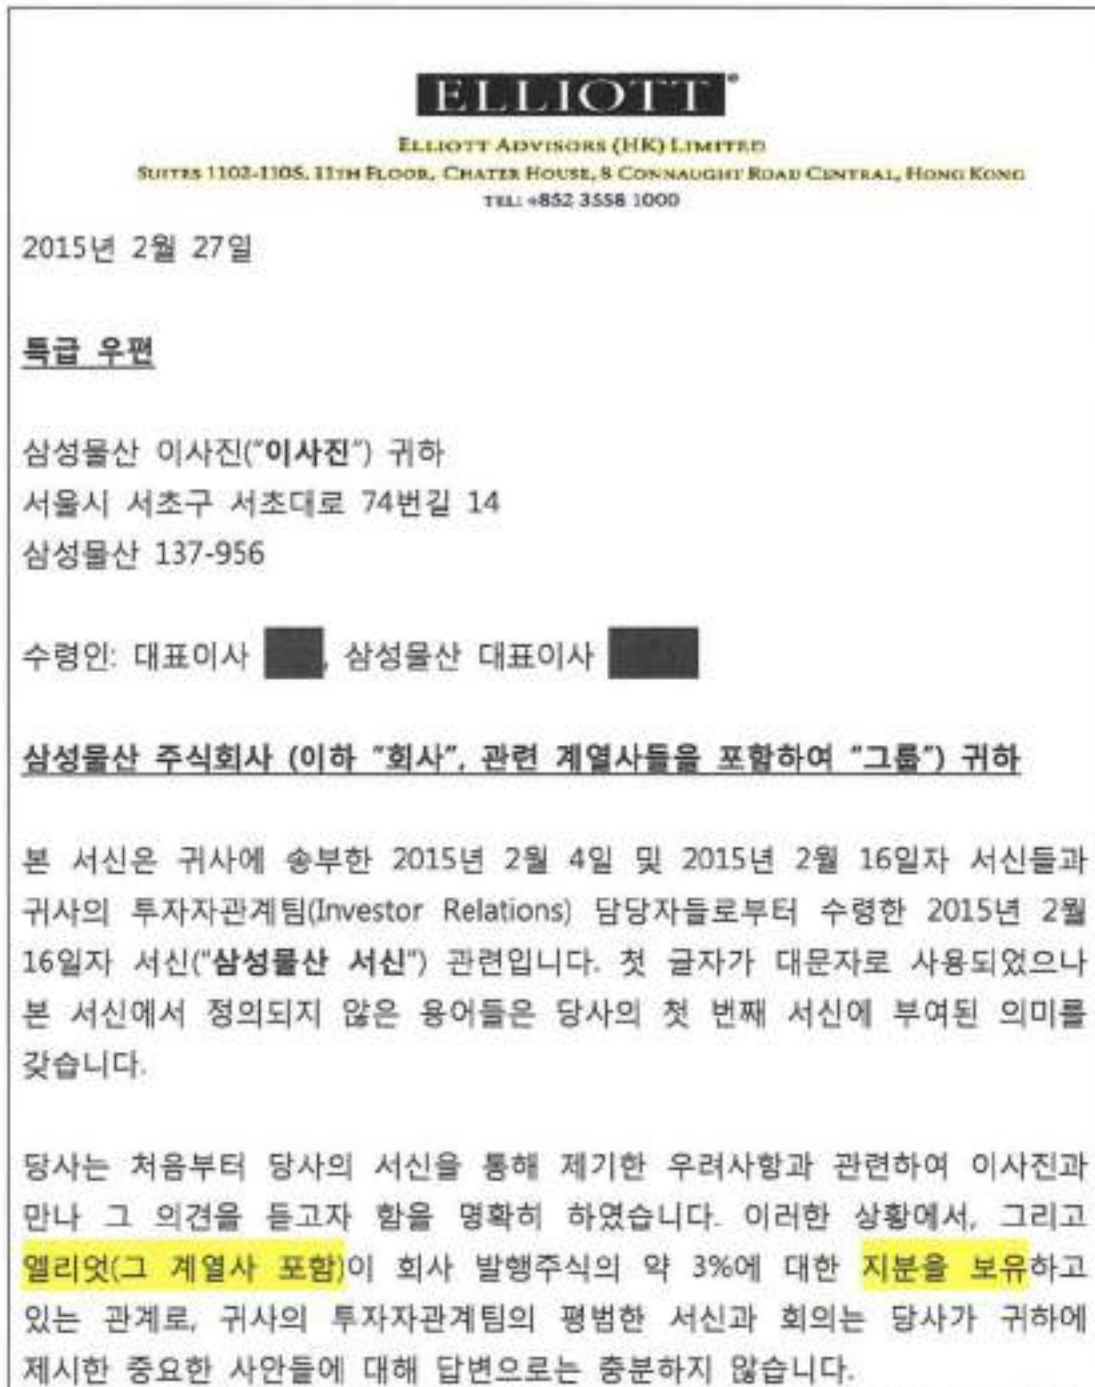 ELLIOTT®
ELLIOTT ADVISORS (HK) LIMITED
SUITES 1102-1105, 11TH FLOOR, CHATER HOUSE, 8 CONNAUGHT ROAD CENTRAL, HONG KONG
TEL: +852 3558 1000
2015년 2월 27일
특급 우편
삼성물산 이사진("이사진") 귀하
서울시 서초구 서초대로 74번길 14
삼성물산 137-956
수령인: 대표이사 , 삼성물산 대표이사
삼성물산 주식회사 (이하 "회사", 관련 계열사들을 포함하여 "그룹") 귀하
본 서신은 귀사에 송부한 2015년 2월 4일 및 2015년 2월 16일자 서신들과
귀사의 투자자관계팀(Investor Relations) 담당자들로부터 수령한 2015년 2월
16일자 서신("삼성물산 서신") 관련입니다. 첫 글자가 대문자로 사용되었으나
본 서신에서 정의되지 않은 용어들은 당사의 첫 번째 서신에 부여된 의미를
갖습니다.
당사는 처음부터 당사의 서신을 통해 제기한 우려사항과 관련하여 이사진과
만나 그 의견을 듣고자 함을 명확히 하였습니다. 이러한 상황에서, 그리고
엘리엇(그 계열사 포함)이 회사 발행주식의 약 3%에 대한 지분을 보유하고
있는 관계로, 귀사의 투자자관계팀의 평범한 서신과 회의는 당사가 귀하에
제시한 중요한 사안들에 대해 답변으로는 충분하지 않습니다.